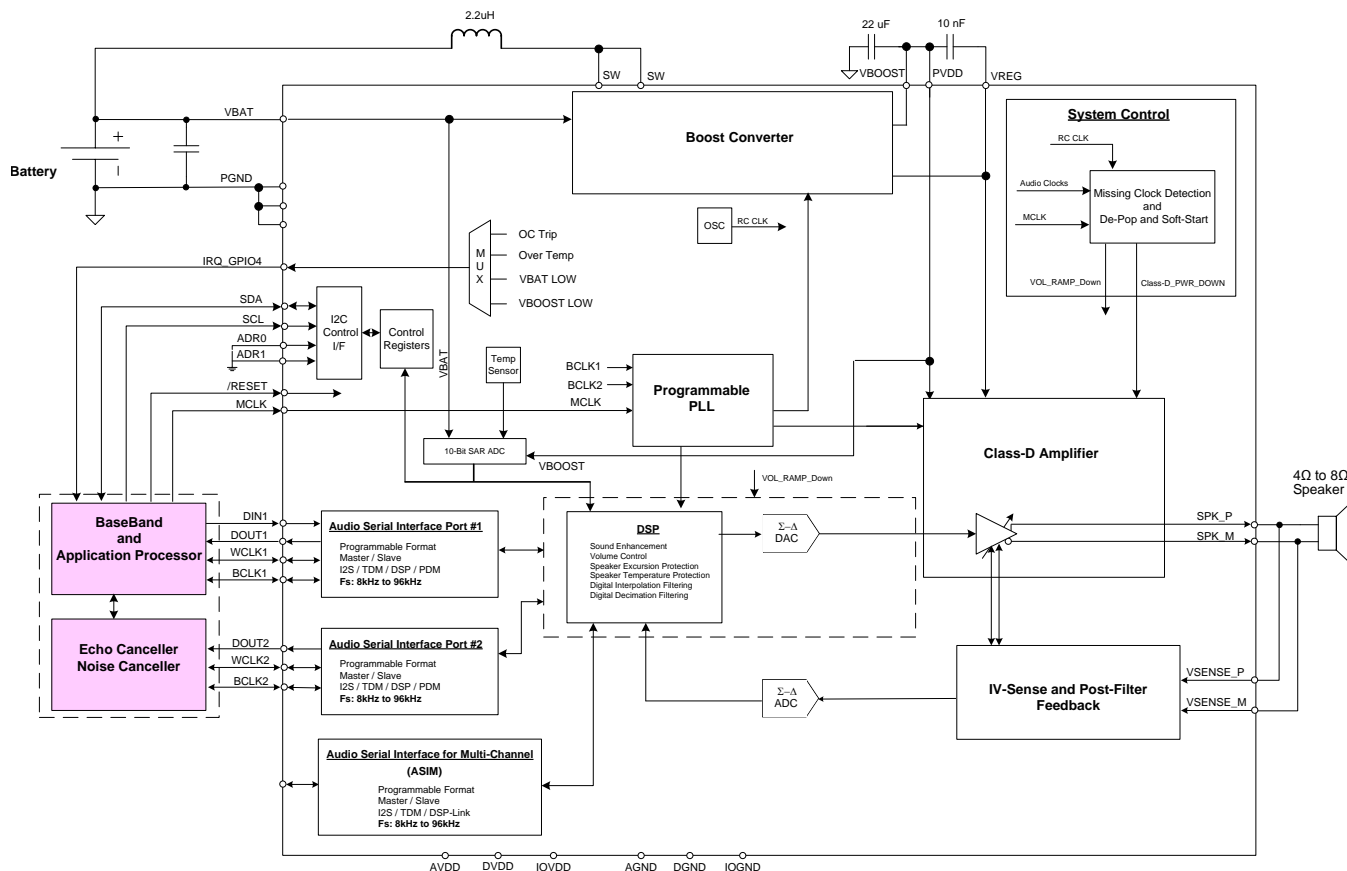 2.2uH
22 uF
10 nF
SW
SW
VBOOST
PVDD
VREG
VBAT
Boost Converter
System Control
RC CLK
Audio Clocks
MCLK
Missing Clock Detection
and
De-Pop and Soft-Start
VOL_RAMP_Down
Class-D_PWR_DOWN
+
Battery
PGND
OSC
RC CLK
M
U
X
OC Trip
Over Temp
VBAT LOW
VBOOST LOW
IRQ_GPIO4
SDA
SCL
ADR0
ADR1
/RESET
MCLK
I2C
Control
I/F
Control
Registers
VBAT
Temp
Sensor
BCLK1
BCLK2
MCLK
Programmable
PLL
10-Bit SAR ADC
VBOOST
Class-D Amplifier
4Ω to 8Ω
Speaker
VOL_RAMP_Down
BaseBand
and
Application Processor
DIN1
DOUT1
WCLK1
BCLK1
Audio Serial Interface Port #1
Programmable Format
Master / Slave
I2S / TDM / DSP / PDM
Fs: 8kHz to 96kHz
DSP
Sound Enhancement
Volume Control
Speaker Excursion Protection
Speaker Temperature Protection
Digital Interpolation Filtering
Digital Decimation Filtering
Σ–Δ
DAC
SPK_P
SPK_M
Echo Canceller
Noise Canceller
DOUT2
WCLK2
BCLK2
Audio Serial Interface Port #2
Programmable Format
Master / Slave
I2S / TDM / DSP / PDM
Fs: 8kHz to 96kHz
Σ–Δ
ADC
IV-Sense and Post-Filter
Feedback
VSENSE_P
VSENSE_M
Audio Serial Interface for Multi-Channel
(ASIM)
Programmable Format
Master / Slave
I2S / TDM / DSP-Link
Fs: 8kHz to 96kHz
AVDD
DVDD
IOVDD
AGND
DGND
IOGND